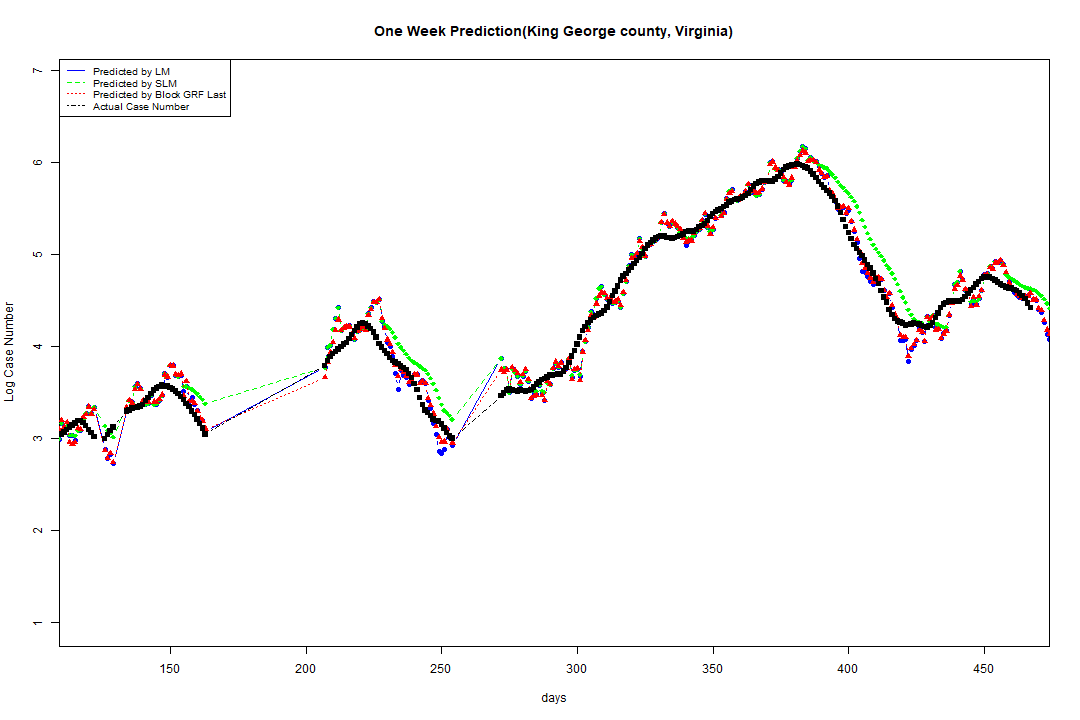 One Week Prediction(King George county, Virginia)
Predicted by LM
Predicted by SLM
Predicted by Block GRF Last
Actual Case Number
7
6
5
4
3
2
1
Log Case Number
150 200 250 300 350 400 450
days